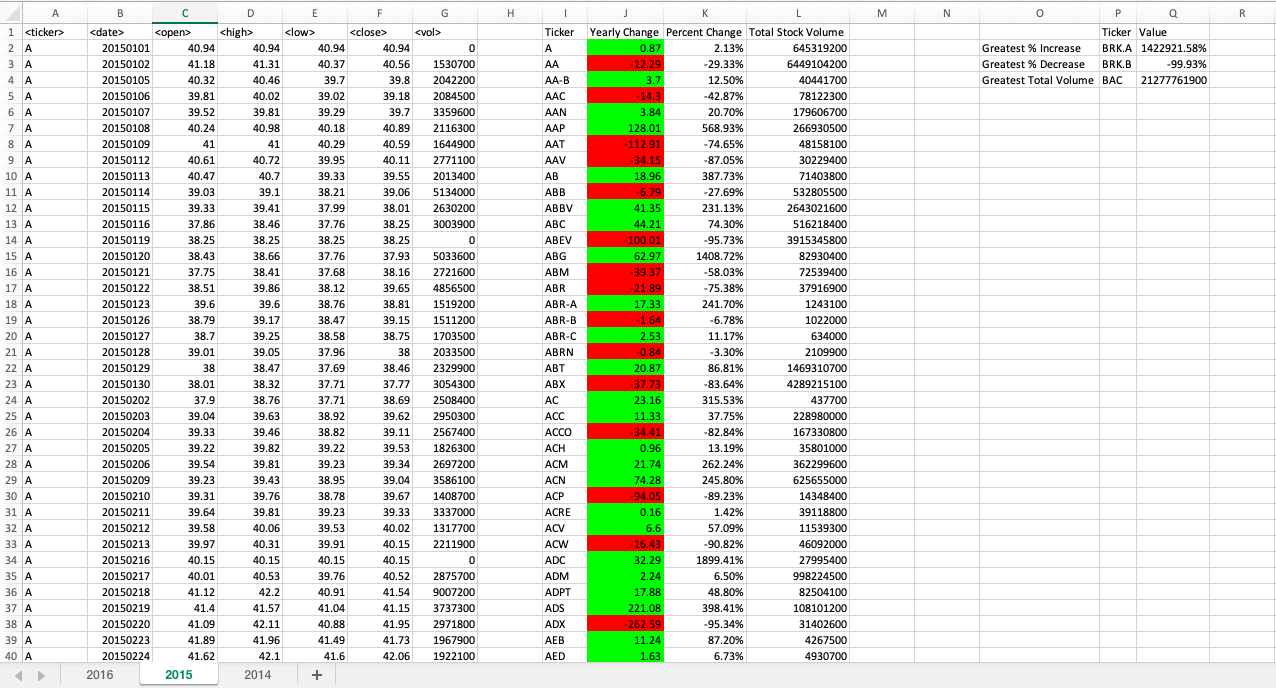 A B C D E F G H I J K L M N O P Q R
1 <ticker> <date> <open> <high> <low> <close> <vol> Ticker Yearly Change Percent Change Total Stock Volume Ticker Value
2 A 20150101 40.94 40.94 40.94 40.94 0 A 0.87 2.13% 645319200 Greatest % Increase BRK.A 1422921.58%
3 A 20150102 41.18 41.31 40.37 40.56 1530700 AA -12.29 -29.33% 6449104200 Greatest % Decrease BRK.B -99.93%
4 A 20150105 40.32 40.46 39.7 39.8 2042200 AA-B 3.7 12.50% 40441700 Greatest Total Volume BAC 21277761900
5 A 20150106 39.81 40.02 39.02 39.18 2084500 AAC -14.3 -42.87% 78122300
6 A 20150107 39.52 39.81 39.29 39.7 3359600 AAN 3.84 20.70% 179606700
7 A 20150108 40.24 40.98 40.18 40.89 2116300 AAP 128.01 568.93% 266930500
8 A 20150109 41 41 40.29 40.59 1644900 AAT -112.91 -74.65% 48158100
9 A 20150112 40.61 40.72 39.95 40.11 2771100 AAV -34.15 -87.05% 30229400
10 A 20150113 40.47 40.7 39.33 39.55 2013400 AB 18.96 387.73% 71403800
11 A 20150114 39.03 39.1 38.21 39.06 5134000 ABB -6.79 -27.69% 532805500
12 A 20150115 39.33 39.41 37.99 38.01 2630200 ABBV 41.35 231.13% 2643021600
13 A 20150116 37.86 38.46 37.76 38.25 3003900 ABC 44.21 74.30% 516218400
14 A 20150119 38.25 38.25 38.25 38.25 0 ABEV -100.01 -95.73% 3915345800
15 A 20150120 38.43 38.66 37.76 37.93 5033600 ABG 62.97 1408.72% 82930400
16 A 20150121 37.75 38.41 37.68 38.16 2721600 ABM -39.37 -58.03% 72539400
17 A 20150122 38.51 39.86 38.12 39.65 4856500 ABR -21.89 -75.38% 37916900
18 A 20150123 39.6 39.6 38.76 38.81 1519200 ABR-A 17.33 241.70% 1243100
19 A 20150126 38.79 39.17 38.47 39.15 1511200 ABR-B -1.64 -6.78% 1022000
20 A 20150127 38.7 39.25 38.58 38.75 1703500 ABR-C 2.53 11.17% 634000
21 A 20150128 39.01 39.05 37.96 38 2033500 ABRN -0.84 -3.30% 2109900
22 A 20150129 38 38.47 37.69 38.46 2329900 ABT 20.87 86.81% 1469310700
23 A 20150130 38.01 38.32 37.71 37.77 3054300 ABX -37.73 -83.64% 4289215100
24 A 20150202 37.9 38.76 37.71 38.69 2508400 AC 23.16 315.53% 437700
25 A 20150203 39.04 39.63 38.92 39.62 2950300 ACC 11.33 37.75% 228980000
26 A 20150204 39.33 39.46 38.82 39.11 2567400 ACCO -34.41 -82.84% 167330800
27 A 20150205 39.22 39.82 39.22 39.53 1826300 ACH 0.96 13.19% 35801000
28 A 20150206 39.54 39.81 39.23 39.34 2697200 ACM 21.74 262.24% 362299600
29 A 20150209 39.23 39.43 38.95 39.04 3586100 ACN 74.28 245.80% 625655000
30 A 20150210 39.31 39.76 38.78 39.67 1408700 ACP -94.05 -89.23% 14348400
31 A 20150211 39.64 39.81 39.23 39.33 3337000 ACRE 0.16 1.42% 39118800
32 A 20150212 39.58 40.06 39.53 40.02 1317700 ACV 6.6 57.09% 11539300
33 A 20150213 39.97 40.31 39.91 40.15 2211900 ACW -16.43 -90.82% 46092000
34 A 20150216 40.15 40.15 40.15 40.15 0 ADC 32.29 1899.41% 27995400
35 A 20150217 40.01 40.53 39.76 40.52 2875700 ADM 2.24 6.50% 998224500
36 A 20150218 41.12 42.2 40.91 41.54 9007200 ADPT 17.88 48.80% 82504100
37 A 20150219 41.4 41.57 41.04 41.15 3737300 ADS 221.08 398.41% 108101200
38 A 20150220 41.09 42.11 40.88 41.95 2971800 ADX -262.59 -95.34% 31402600
39 A 20150223 41.89 41.96 41.49 41.73 1967900 AEB 11.24 87.20% 4267500
40 A 20150224 41.62 42.1 41.6 42.06 1922100 AED 1.63 6.73% 4930700
2016 2015 2014 +